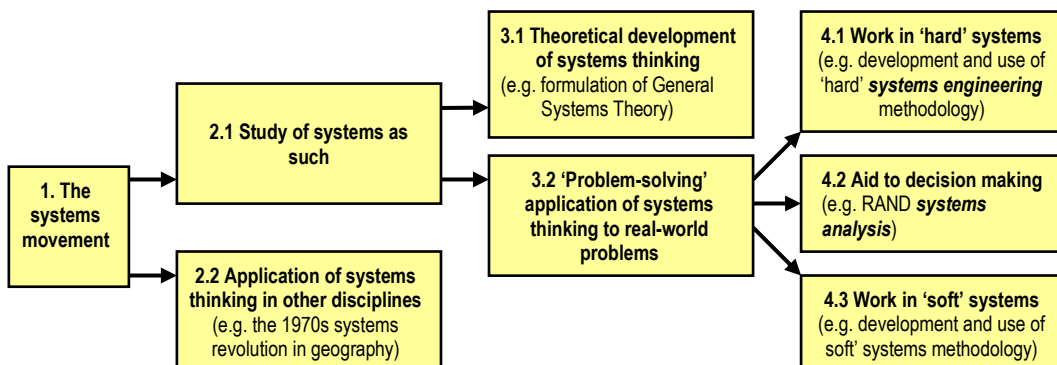 1. The
systems
movement
2.1 Study of systems as
such
2.2 Application of systems
thinking in other disciplines
(e.g. the 1970s systems
revolution in geography)
3.1 Theoretical development
of systems thinking
(e.g. formulation of General
Systems Theory)
3.2 ‘Problem-solving’
application of systems
thinking to real-world
problems
4.1 Work in ‘hard’ systems
(e.g. development and use of
‘hard’ systems engineering
methodology)
4.2 Aid to decision making
(e.g. RAND systems
analysis)
4.3 Work in ‘soft’ systems
(e.g. development and use of
soft’ systems methodology)